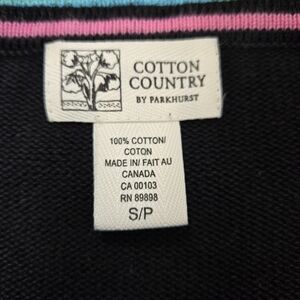 COTTON
COUNTRY
BY PARKHURST
100% COTTON/
COTON
MADE IN/ FAIT AU
CANADA
CA 00103
RN 89898
S/P